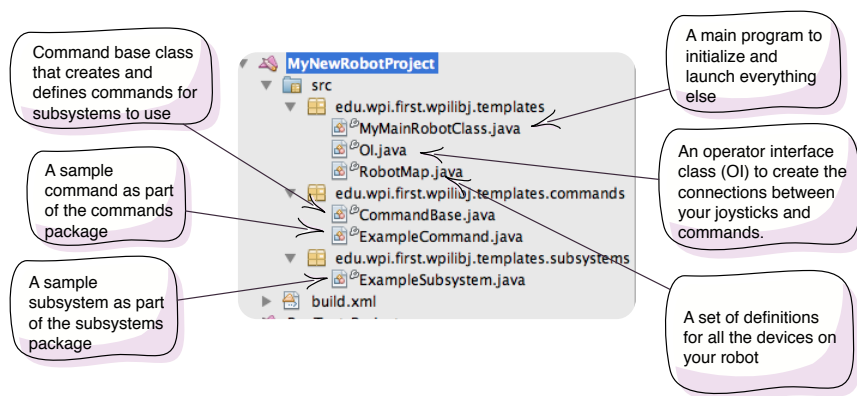 Command base class
that creates and
defines commands for
subsystems to use
A sample
command as part
of the commands
package
A sample
subsystem as part
of the subsystems
package
MyNewRobotProject
src
edu.wpi.first.wpilibj.templates
MyMainRobotClass.java
OI.java
RobotMap.java
edu.wpi.first.wpilibj.templates.commands
CommandBase.java
ExampleCommand.java
edu.wpi.first.wpilibj.templates.subsystems
ExampleSubsystem.java
build.xml
A main program to
initialize and
launch everything
else
An operator interface
class (OI) to create the
connections between
your joysticks and
commands.
A set of definitions
for all the devices on
your robot